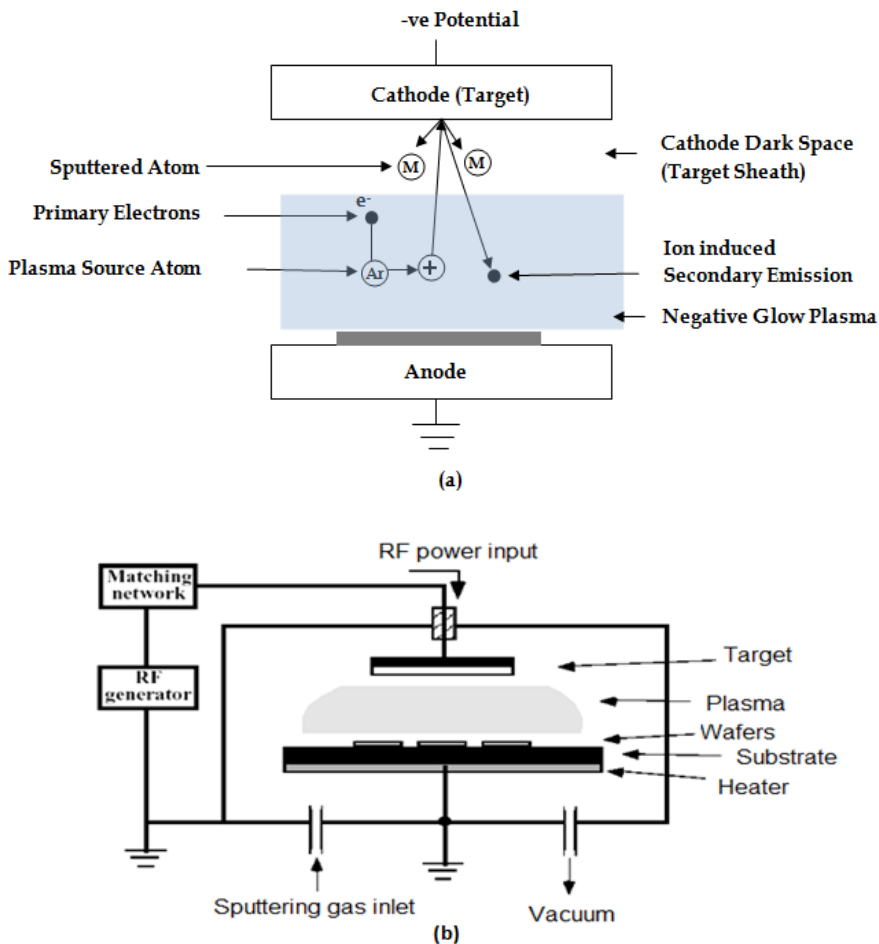 -ve Potential
Cathode (Target)
Sputtered Atom
M
M
Cathode Dark Space
(Target Sheath)
Primary Electrons
e-
Plasma Source Atom
Ar
+
Ion induced
Secondary Emission
Negative Glow Plasma
Anode
(a)
RF power input
Matching
network
RF
generator
Target
Plasma
Wafers
Substrate
Heater
Sputtering gas inlet
Vacuum
(b)